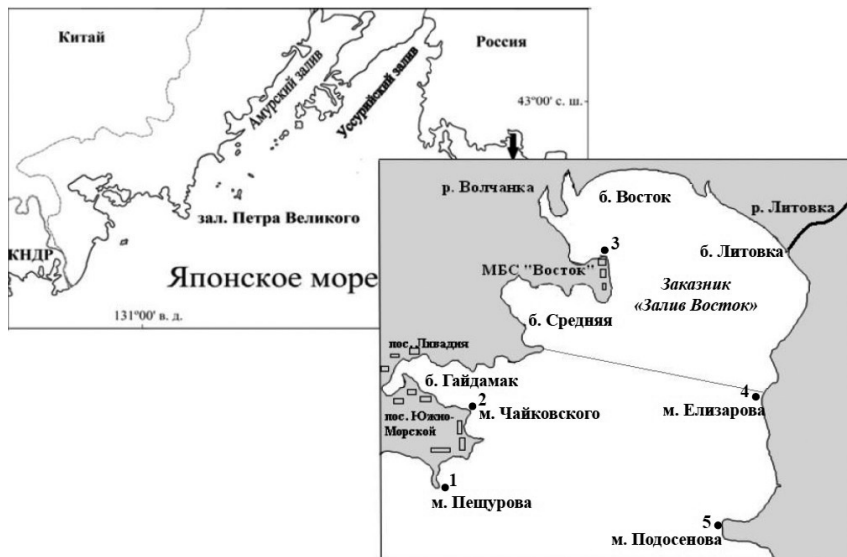 Китай
Россия
Амурский залив
Уссурийский залив
43°00' с. ш.
зал. Петра Великого
КНДР
Японское море
131°00' в. д.
р. Волчанка
б. Восток
р. Литовка
3
б. Литовка
МБС "Восток"
Заказник
«Залив Восток»
б. Средняя
пос. Ливадия
б. Гайдамак
4
2
м. Елизарова
м. Чайковского
пос. Южно-
Морской
1
м. Пещурова
5
м. Подосенова